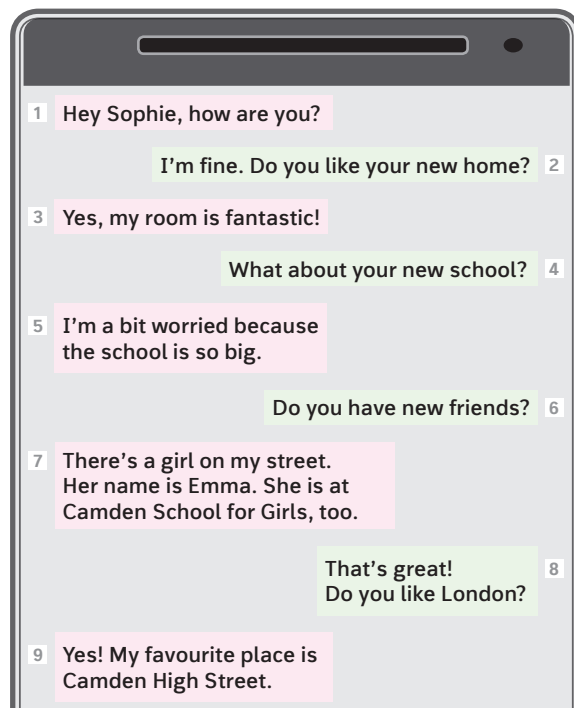 1 Hey Sophie, how are you?
I'm fine. Do you like your new home? 2
3 Yes, my room is fantastic!
What about your new school? 4
5 I'm a bit worried because
the school is so big.
Do you have new friends? 6
7 There's a girl on my street.
Her name is Emma. She is at
Camden School for Girls, too.
That's great! 8
Do you like London?
9 Yes! My favourite place is
Camden High Street.